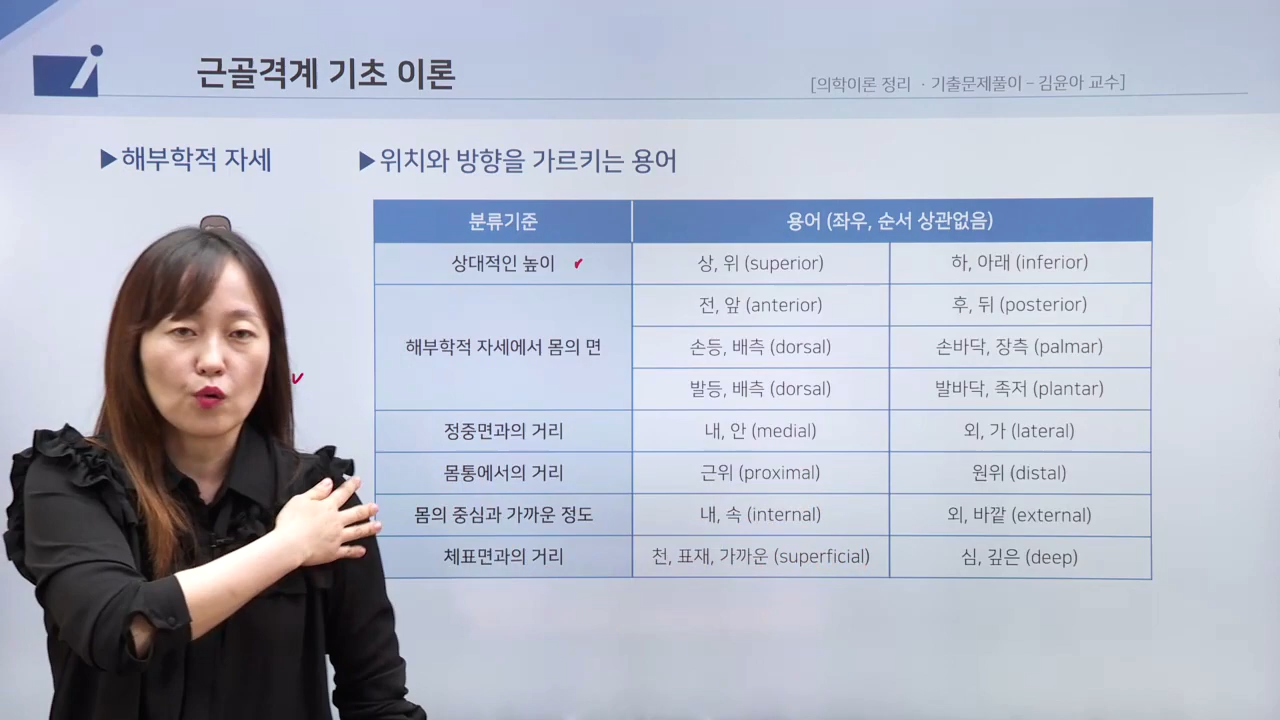 근골격계 기초 이론
[의학이론 정리 · 기출문제풀이 – 김윤아 교수]
▶해부학적 자세
▶위치와 방향을 가르키는 용어
분류기준 용어 (좌우, 순서 상관없음)
상대적인 높이 상, 위 (superior) 하, 아래 (inferior)
해부학적 자세에서 몸의 면 전, 앞 (anterior) 후, 뒤 (posterior)
손등, 배측 (dorsal) 손바닥, 장측 (palmar)
발등, 배측 (dorsal) 발바닥, 족저 (plantar)
정중면과의 거리 내, 안 (medial) 외, 가 (lateral)
몸통에서의 거리 근위 (proximal) 원위 (distal)
몸의 중심과 가까운 정도 내, 속 (internal) 외, 바깥 (external)
체표면과의 거리 천, 표재, 가까운 (superficial) 심, 깊은 (deep)